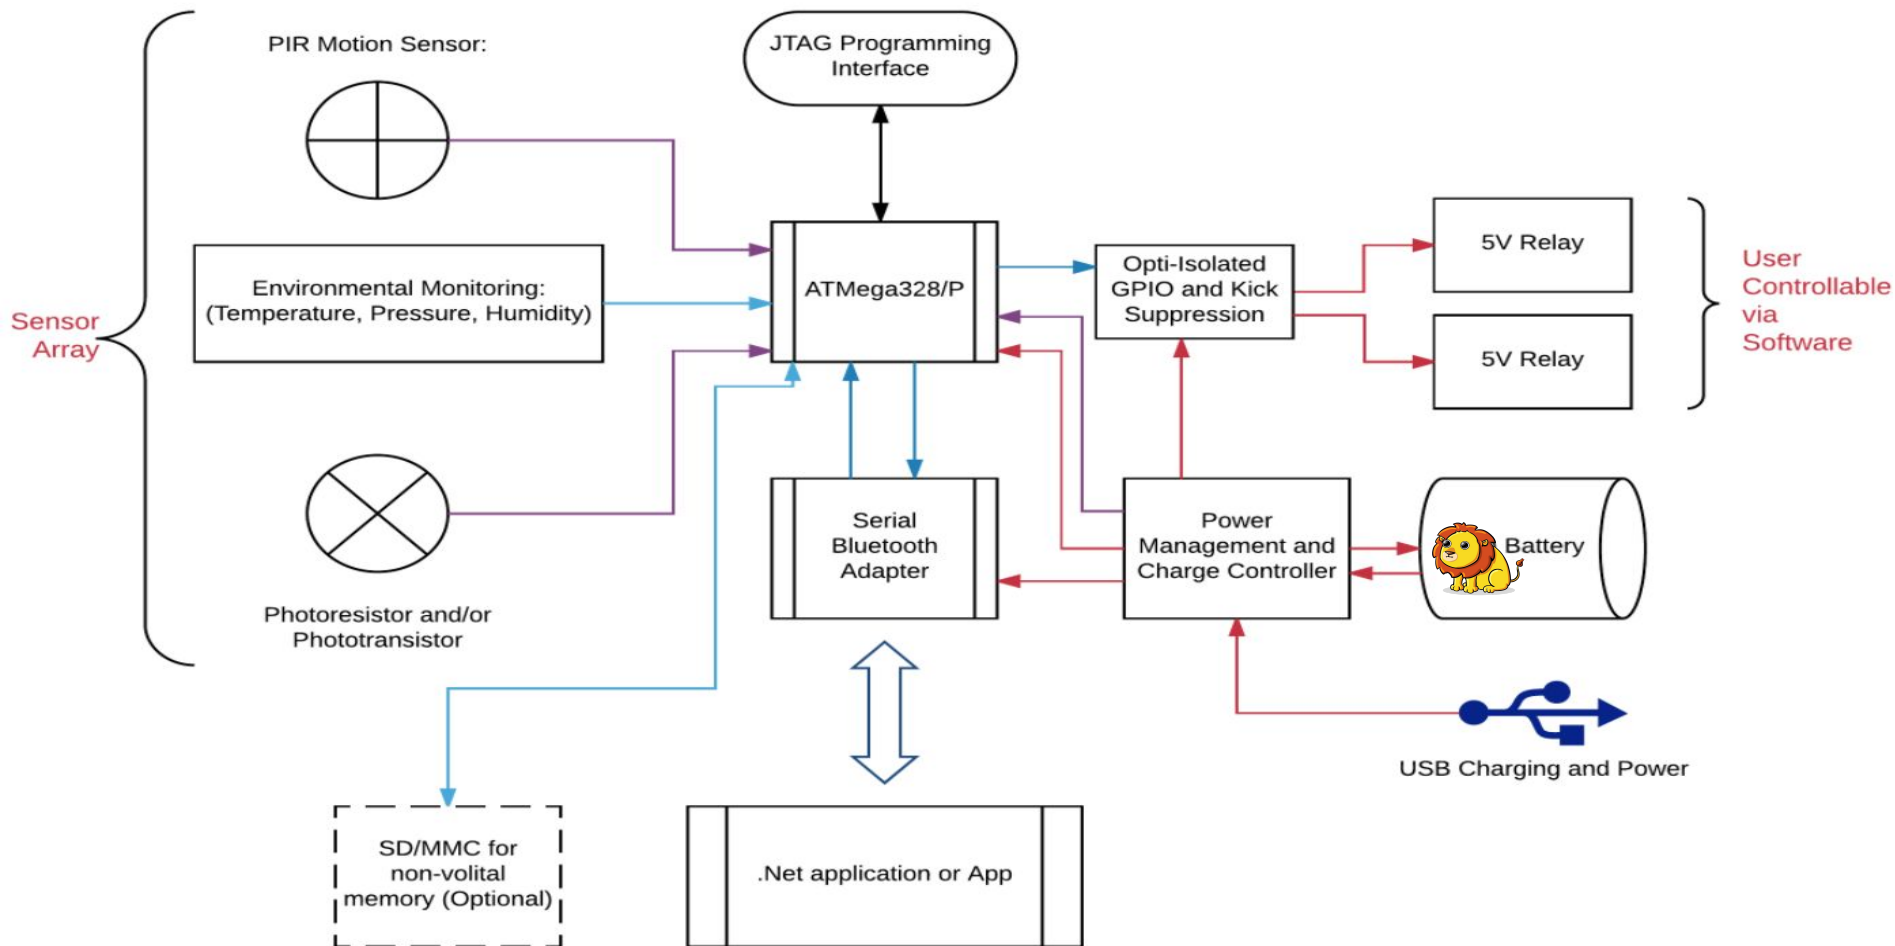 PIR Motion Sensor:
JTAG Programming
Interface
Environmental Monitoring:
(Temperature, Pressure, Humidity)
ATMega328/P
Opti-Isolated
GPIO and Kick
Suppression
5V Relay
5V Relay
User
Controllable
via
Software
Sensor
Array
Serial
Bluetooth
Adapter
Power
Management and
Charge Controller
Battery
Photoresistor and/or
Phototransistor
USB Charging and Power
SD/MMC for
non-volital
memory (Optional)
.Net application or App